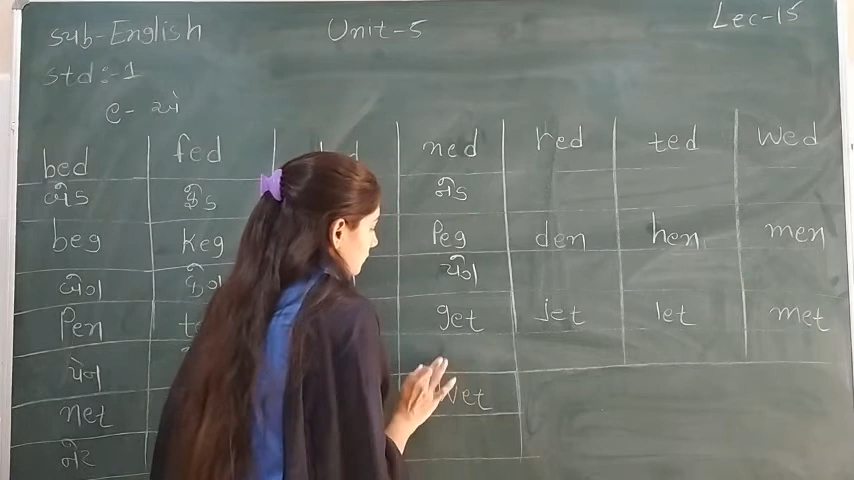 sub-English Unit-5 Lec-15
std:-1
e- એ
bed fed ned red ted wed
બેડ ફેડ નેડ
beg keg Peg den hen men
બેગ કેગ પેગ
Pen get jet let met
પેન
net
નેટ